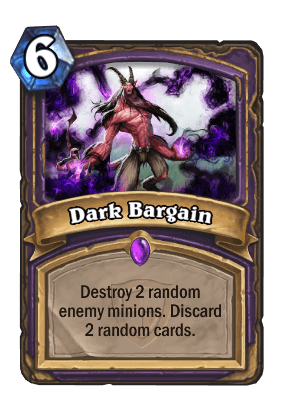 6
Dark Bargain
Destroy 2 random
enemy minions. Discard
2 random cards.